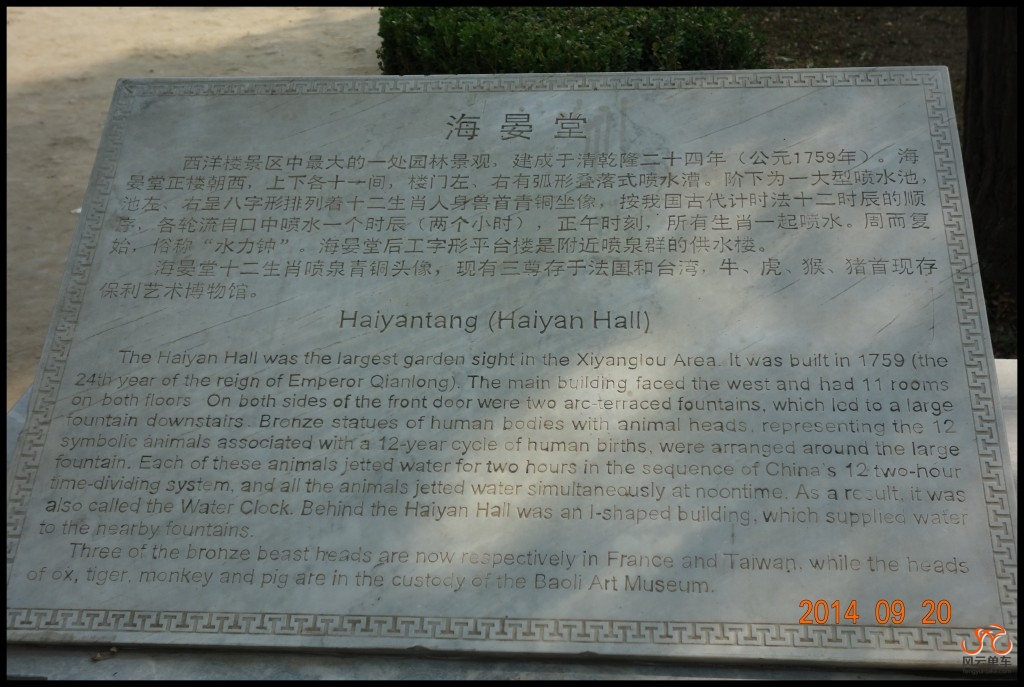 海晏堂
西洋楼景区中最大的一处园林景观，建成于清乾隆二十四年（公元1759年）。海
晏堂正楼朝西，上下各十一间，楼门左、右有弧形叠落式喷水漕。阶下为一大型喷水池，
池左、右呈八字形排列着十二生肖人身兽首青铜坐像，按我国古代计时法十二时辰的顺
序，各轮流自口中喷水一个时辰（两个小时），正午时刻，所有生肖一起喷水。周而复
始，俗称“水力钟”。海晏堂后工字形平台楼是附近喷泉群的供水楼。
海晏堂十二生肖喷泉青铜头像，现有三尊存于法国和台湾，牛、虎、猴、猪首现存
保利艺术博物馆。
Haiyantang (Haiyan Hall)
The Haiyan Hall was the largest garden sight in the Xiyanglou Area. It was built in 1759 (the
24th year of the reign of Emperor Qianlong). The main building faced the west and had 11 rooms
on both floors. On both sides of the front door were two arc-terraced fountains, which led to a large
fountain downstairs. Bronze statues of human bodies with animal heads, representing the 12
symbolic animals associated with a 12-year cycle of human births, were arranged around the large
fountain. Each of these animals jetted water for two hours in the sequence of China's 12 two-hour
time-dividing system, and all the animals jetted water simultaneously at noontime. As a result, it was
also called the Water Clock. Behind the Haiyan Hall was an I-shaped building, which supplied water
to the nearby fountains.
Three of the bronze beast heads are now respectively in France and Taiwan, while the heads
of ox, tiger, monkey and pig are in the custody of the Baoli Art Museum.
2014 09 20
风云单车